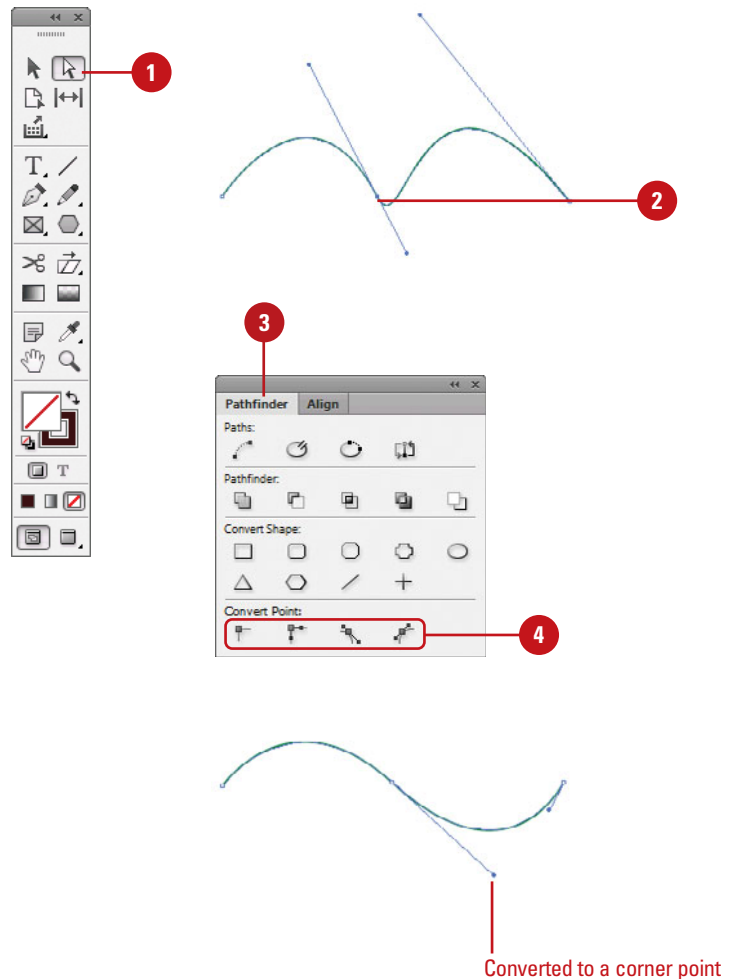 1
2
T
T
3
Pathfinder Align
Paths:
Pathfinder:
Convert Shape:
Convert Point:
4
Converted to a corner point